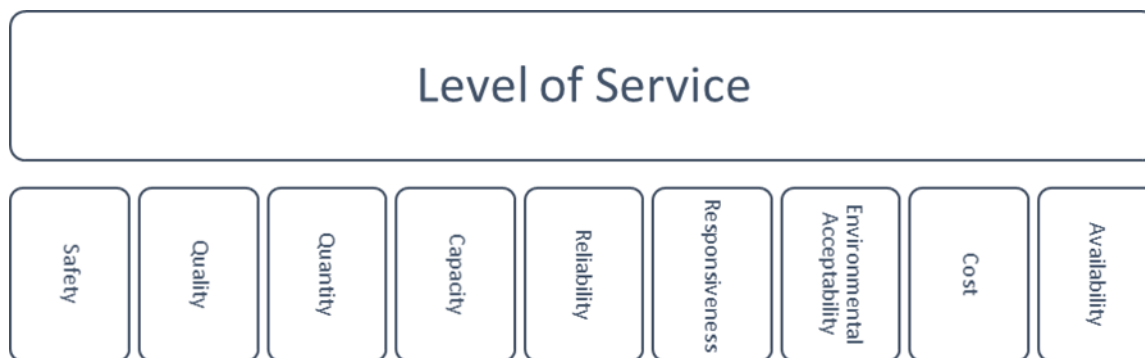 Level of Service
Safety
Quality
Quantity
Capacity
Reliability
Responsiveness
Environmental
Acceptability
Cost
Availability